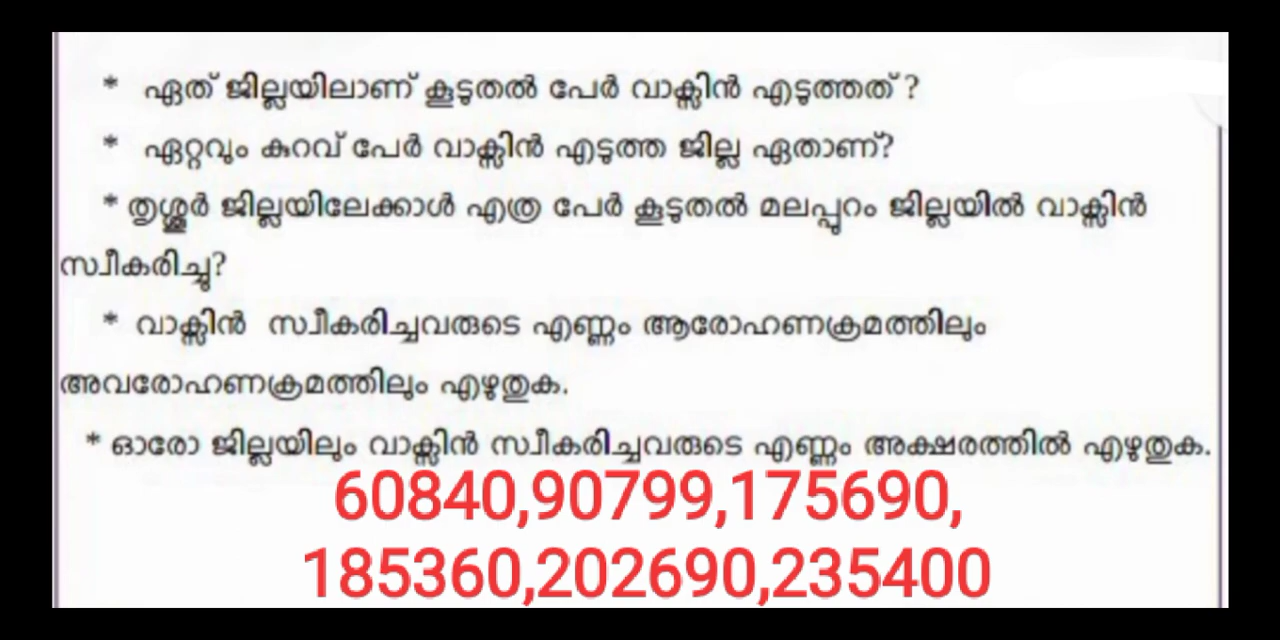 * ഏത് ജില്ലയിലാണ് കൂടുതൽ പേർ വാക്സിൻ എടുത്തത് ?
* ഏറ്റവും കുറവ് പേർ വാക്സിൻ എടുത്ത ജില്ല ഏതാണ്?
* തൃശ്ശൂർ ജില്ലയിലേക്കാൾ എത്ര പേർ കൂടുതൽ മലപ്പുറം ജില്ലയിൽ വാക്സിൻ
സ്വീകരിച്ചു?
* വാക്സിൻ സ്വീകരിച്ചവരുടെ എണ്ണം ആരോഹണക്രമത്തിലും
അവരോഹണക്രമത്തിലും എഴുതുക.
* ഓരോ ജില്ലയിലും വാക്സിൻ സ്വീകരിച്ചവരുടെ എണ്ണം അക്ഷരത്തിൽ എഴുതുക.
60840,90799,175690,
185360,202690,235400